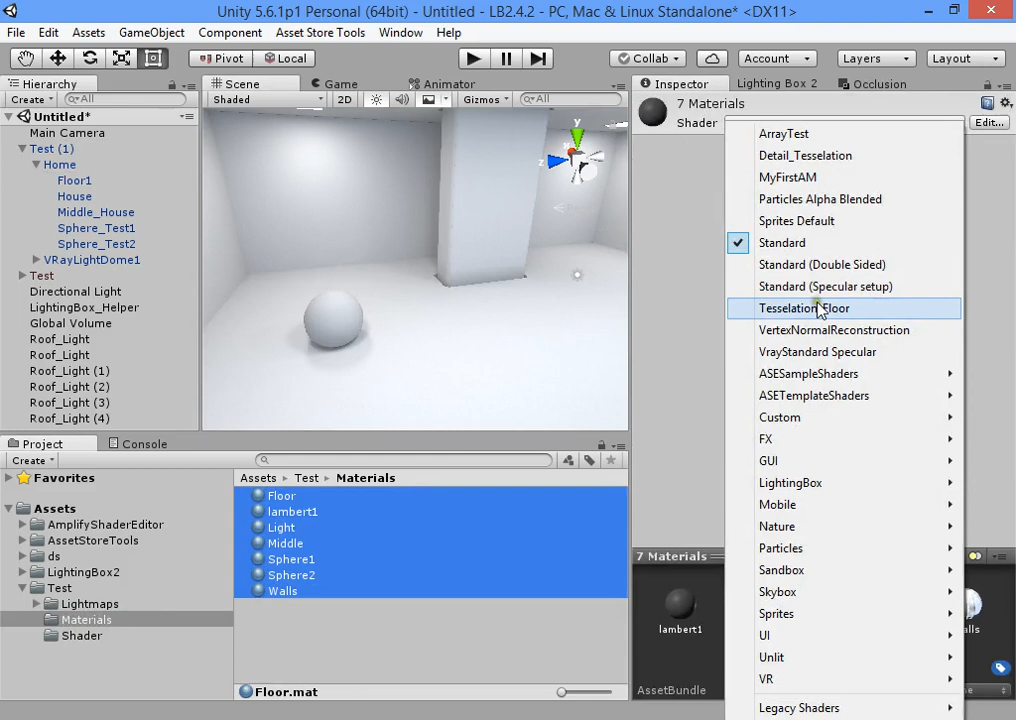 Unity 5.6.1p1 Personal (64bit) - Untitled - LB2.4.2 - PC, Mac & Linux Standalone* <DX11>
File Edit Assets GameObject Component Asset Store Tools Window Help
Pivot Local Collab Account Layers Layout
Hierarchy
Create All
Untitled*
Main Camera
Test (1)
Home
Floor1
House
Middle_House
Sphere_Test1
Sphere_Test2
VRayLightDome1
Test
Directional Light
LightingBox_Helper
Global Volume
Roof_Light
Roof_Light
Roof_Light (1)
Roof_Light (2)
Roof_Light (3)
Roof_Light (4)
Scene Game Animator
Shaded 2D Gizmos All
y
z
Inspector Lighting Box 2 Occlusion
7 Materials
Shader Edit...
ArrayTest
Detail_Tesselation
MyFirstAM
Particles Alpha Blended
Sprites Default
Standard
Standard (Double Sided)
Standard (Specular setup)
Tesselation Floor
VertexNormalReconstruction
VrayStandard Specular
ASESampleShaders
ASETemplateShaders
Custom
FX
GUI
LightingBox
Mobile
Nature
Particles
Sandbox
Skybox
Sprites
UI
Unlit
VR
Legacy Shaders
Project Console
Create
Favorites
Assets
AmplifyShaderEditor
AssetStoreTools
ds
LightingBox2
Test
Lightmaps
Materials
Shader
Assets Test Materials
Floor
lambert1
Light
Middle
Sphere1
Sphere2
Walls
Floor.mat
7 Materials
lambert1
AssetBundle